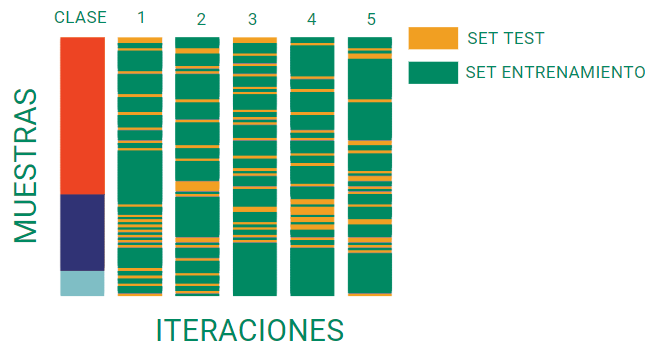 CLASE 1 2 3 4 5
SET TEST
SET ENTRENAMIENTO
MUESTRAS
ITERACIONES